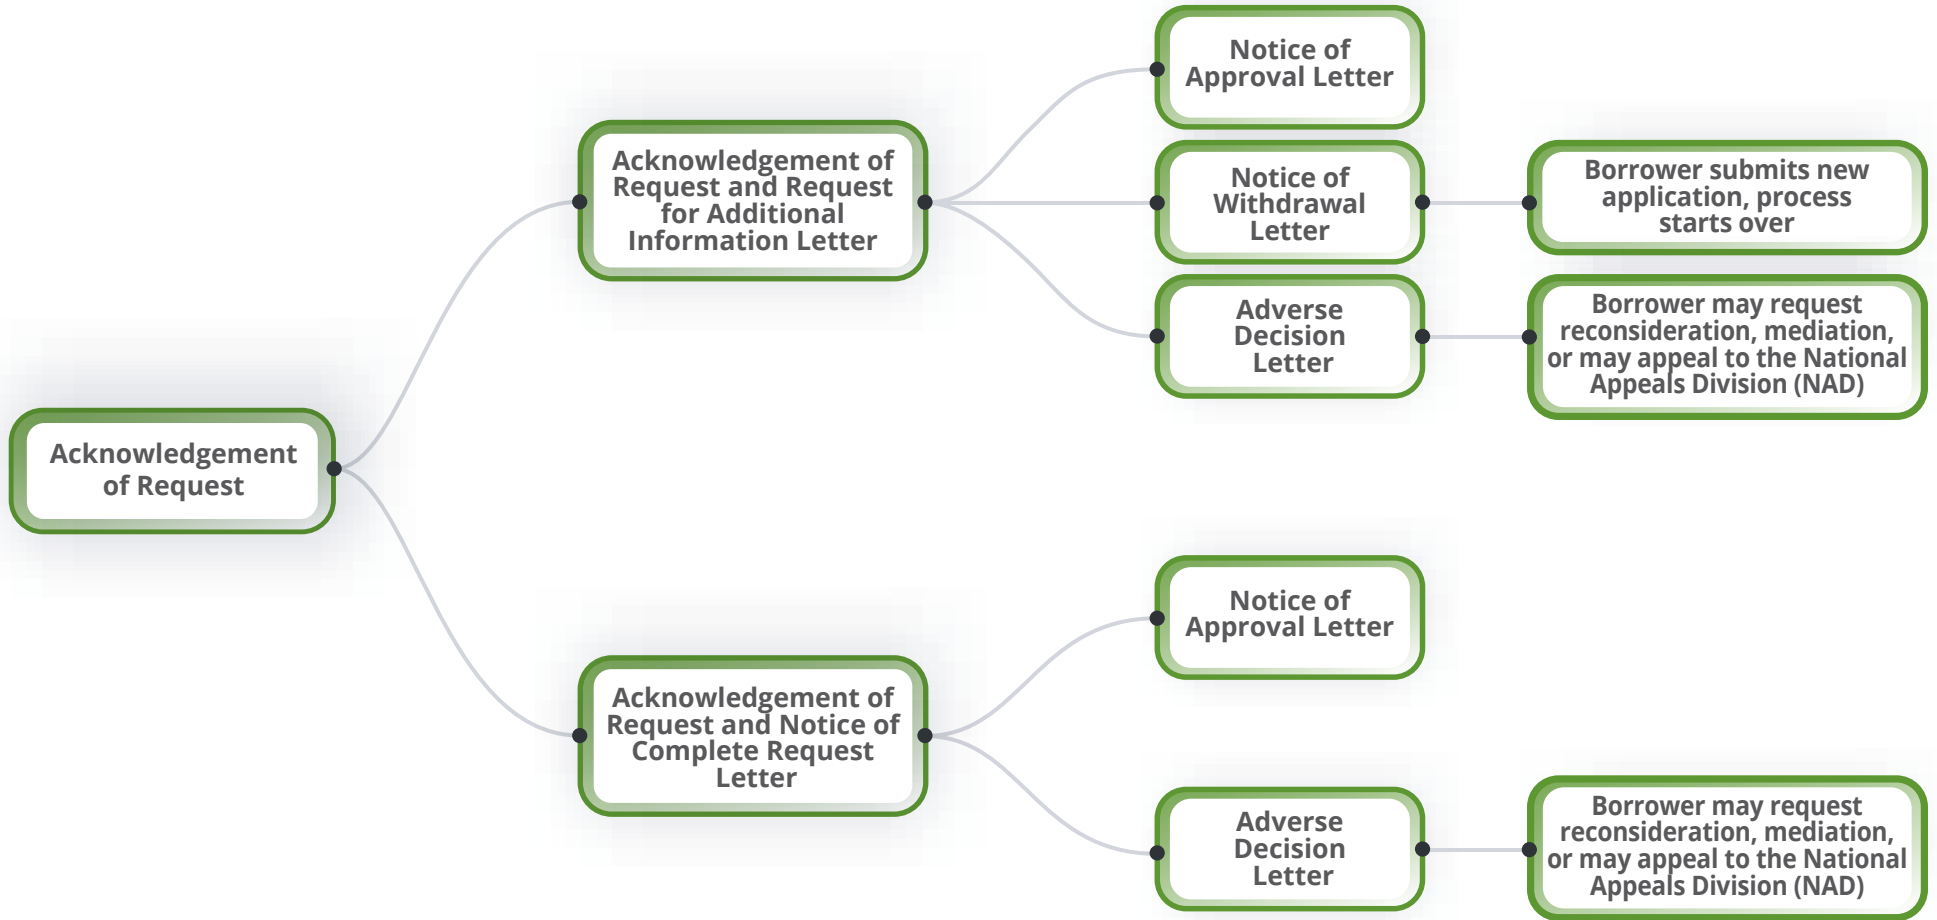 Acknowledgement
of Request
Acknowledgement of
Request and Request
for Additional
Information Letter
Notice of
Approval Letter
Notice of
Withdrawal
Letter
Borrower submits new
application, process
starts over
Adverse
Decision
Letter
Borrower may request
reconsideration, mediation,
or may appeal to the National
Appeals Division (NAD)
Acknowledgement of
Request and Notice of
Complete Request
Letter
Notice of
Approval Letter
Adverse
Decision
Letter
Borrower may request
reconsideration, mediation,
or may appeal to the National
Appeals Division (NAD)